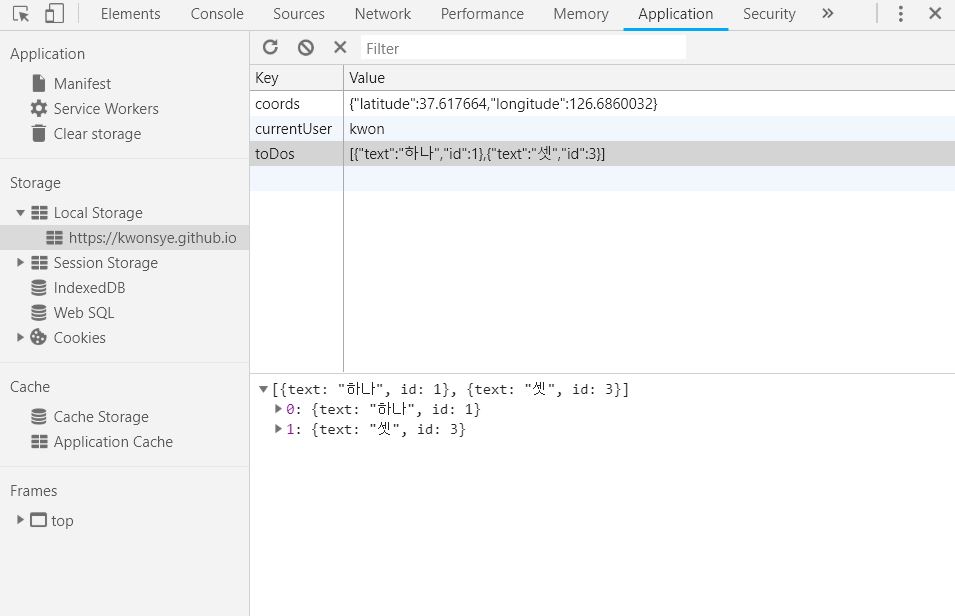 Elements Console Sources Network Performance Memory Application Security »
Filter
Application
Manifest
Service Workers
Clear storage
Storage
Local Storage
https://kwonsye.github.io
Session Storage
IndexedDB
Web SQL
Cookies
Cache
Cache Storage
Application Cache
Frames
top
Key Value
coords {"latitude":37.617664,"longitude":126.6860032}
currentUser kwon
toDos [{"text":"하나","id":1},{"text":"셋","id":3}]
[{text: "하나", id: 1}, {text: "셋", id: 3}]
0: {text: "하나", id: 1}
1: {text: "셋", id: 3}